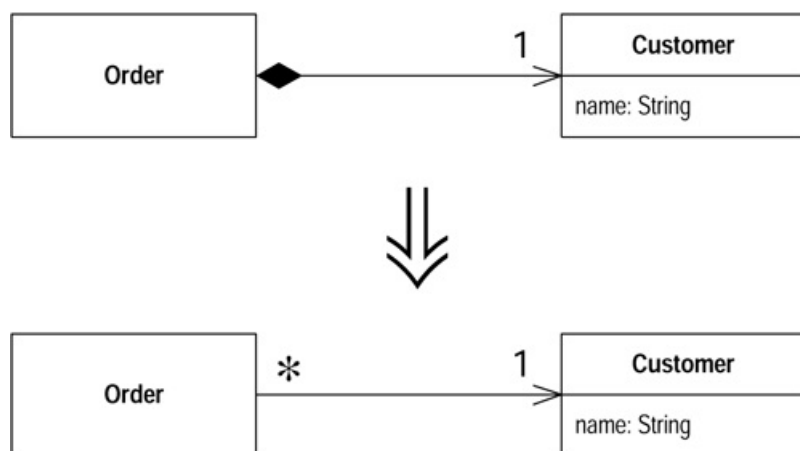 Order
1
Customer
name: String
Order
*
1
Customer
name: String